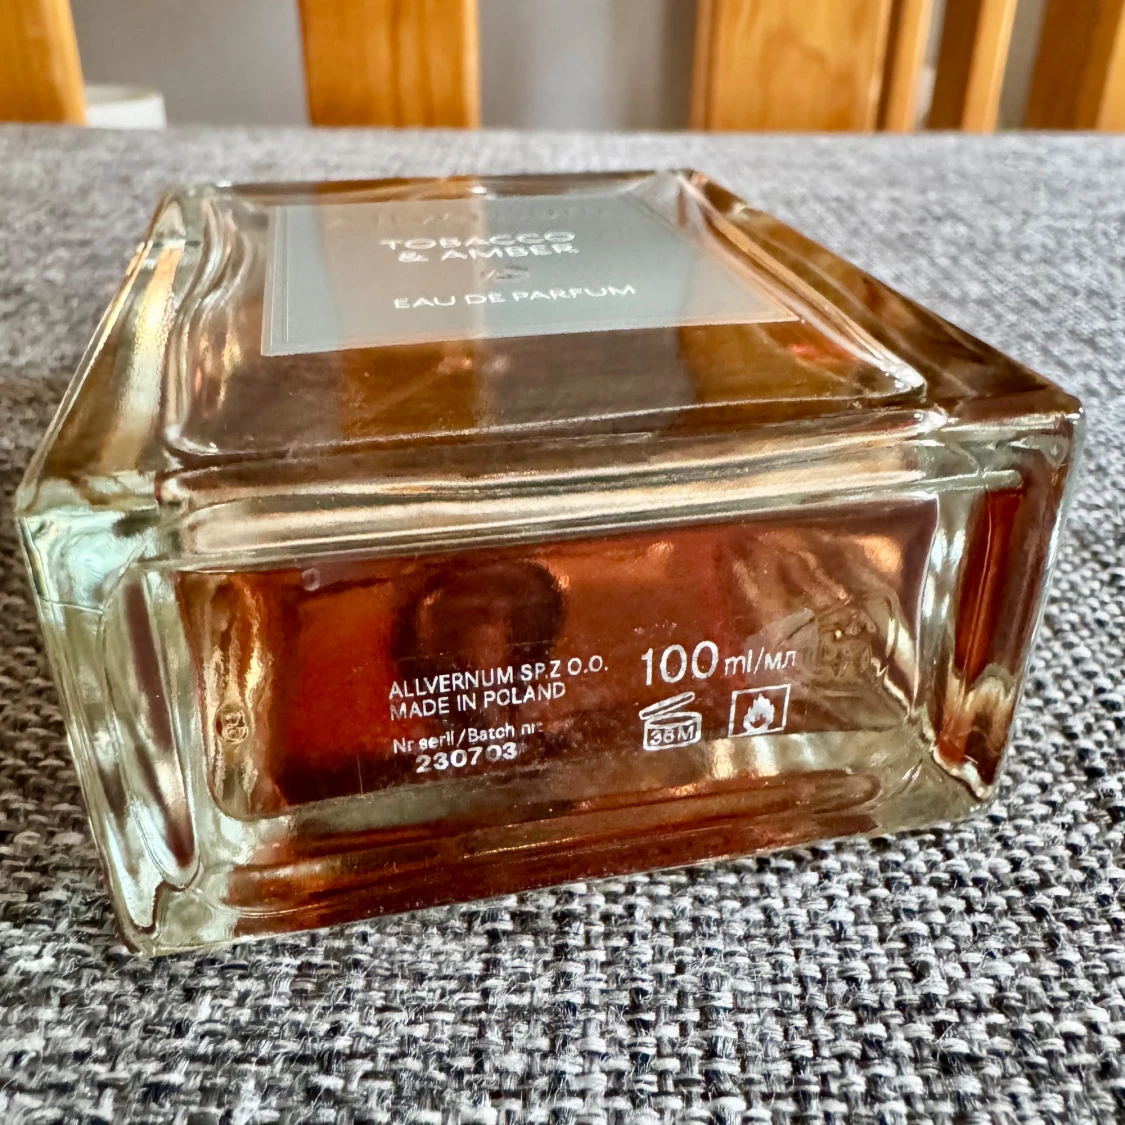 TOBACCO
& AMBER
EAU DE PARFUM
ALLVERNUM SP.Z O.O.
MADE IN POLAND
Nr serii/Batch nr
230703
100 ml/мл
36M